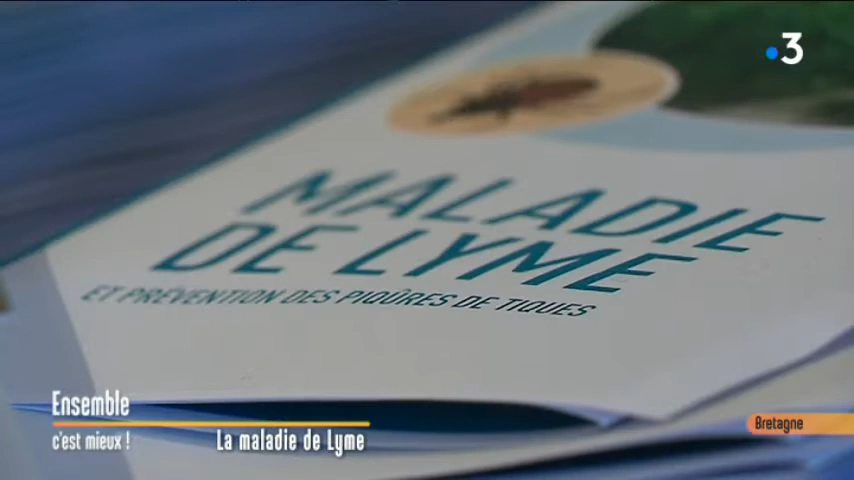 3
MALADIE
DE LYME
ET PRÉVENTION DES PIQÛRES DE TIQUES
Ensemble
c'est mieux !
La maladie de Lyme
Bretagne